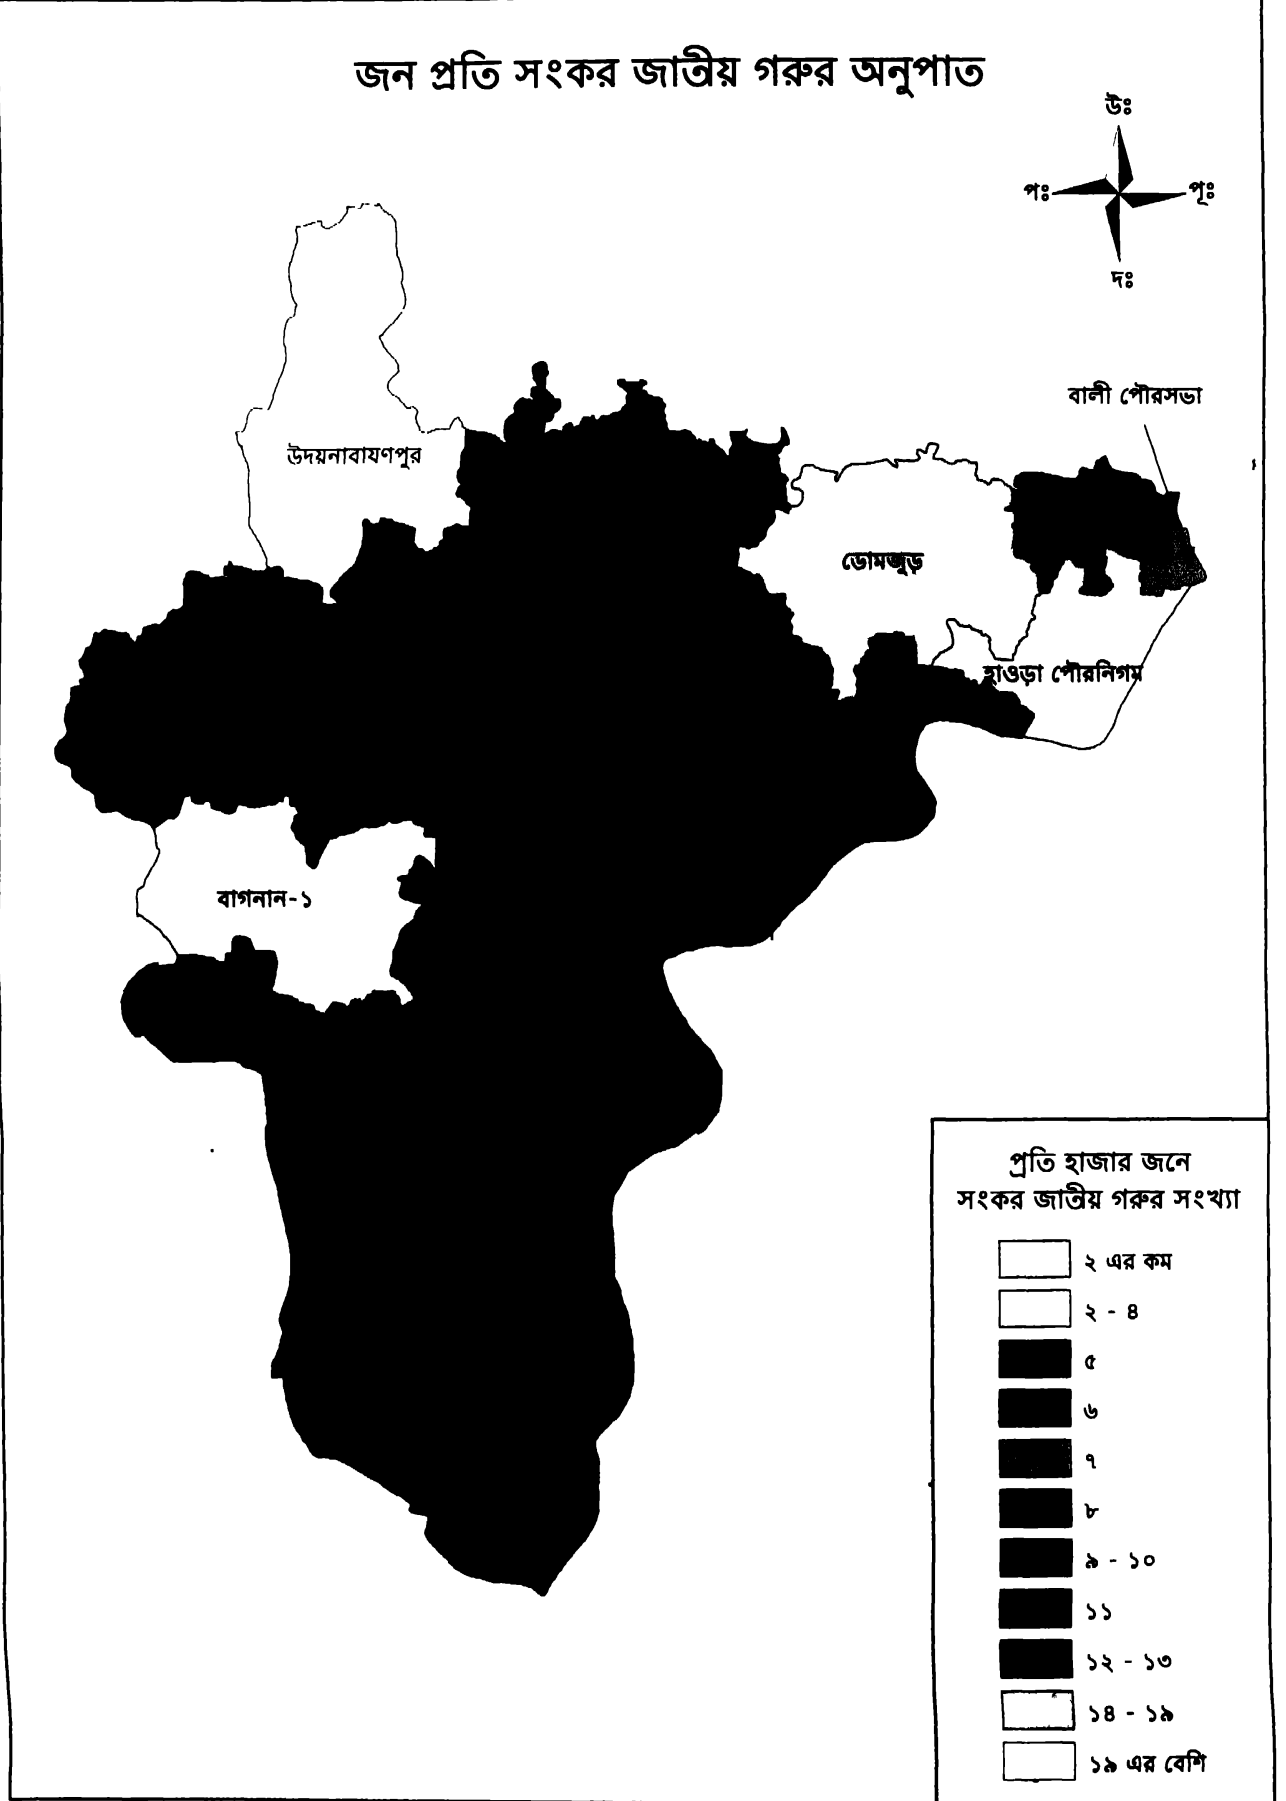 জন প্রতি সংকর জাতীয় গরুর অনুপাত
উঃ
পঃ
পূঃ
দঃ
বালী পৌরসভা
উদয়নাবায়ণপুর
ডোমজুড়
হাওড়া পৌরনিগম
বাগনান-১
প্রতি হাজার জনে
সংকর জাতীয় গরুর সংখ্যা
২ এর কম
২ - ৪
৫
৬
৭
৮
৯ - ১০
১১
১২ - ১৩
১৪ - ১৯
১৯ এর বেশি